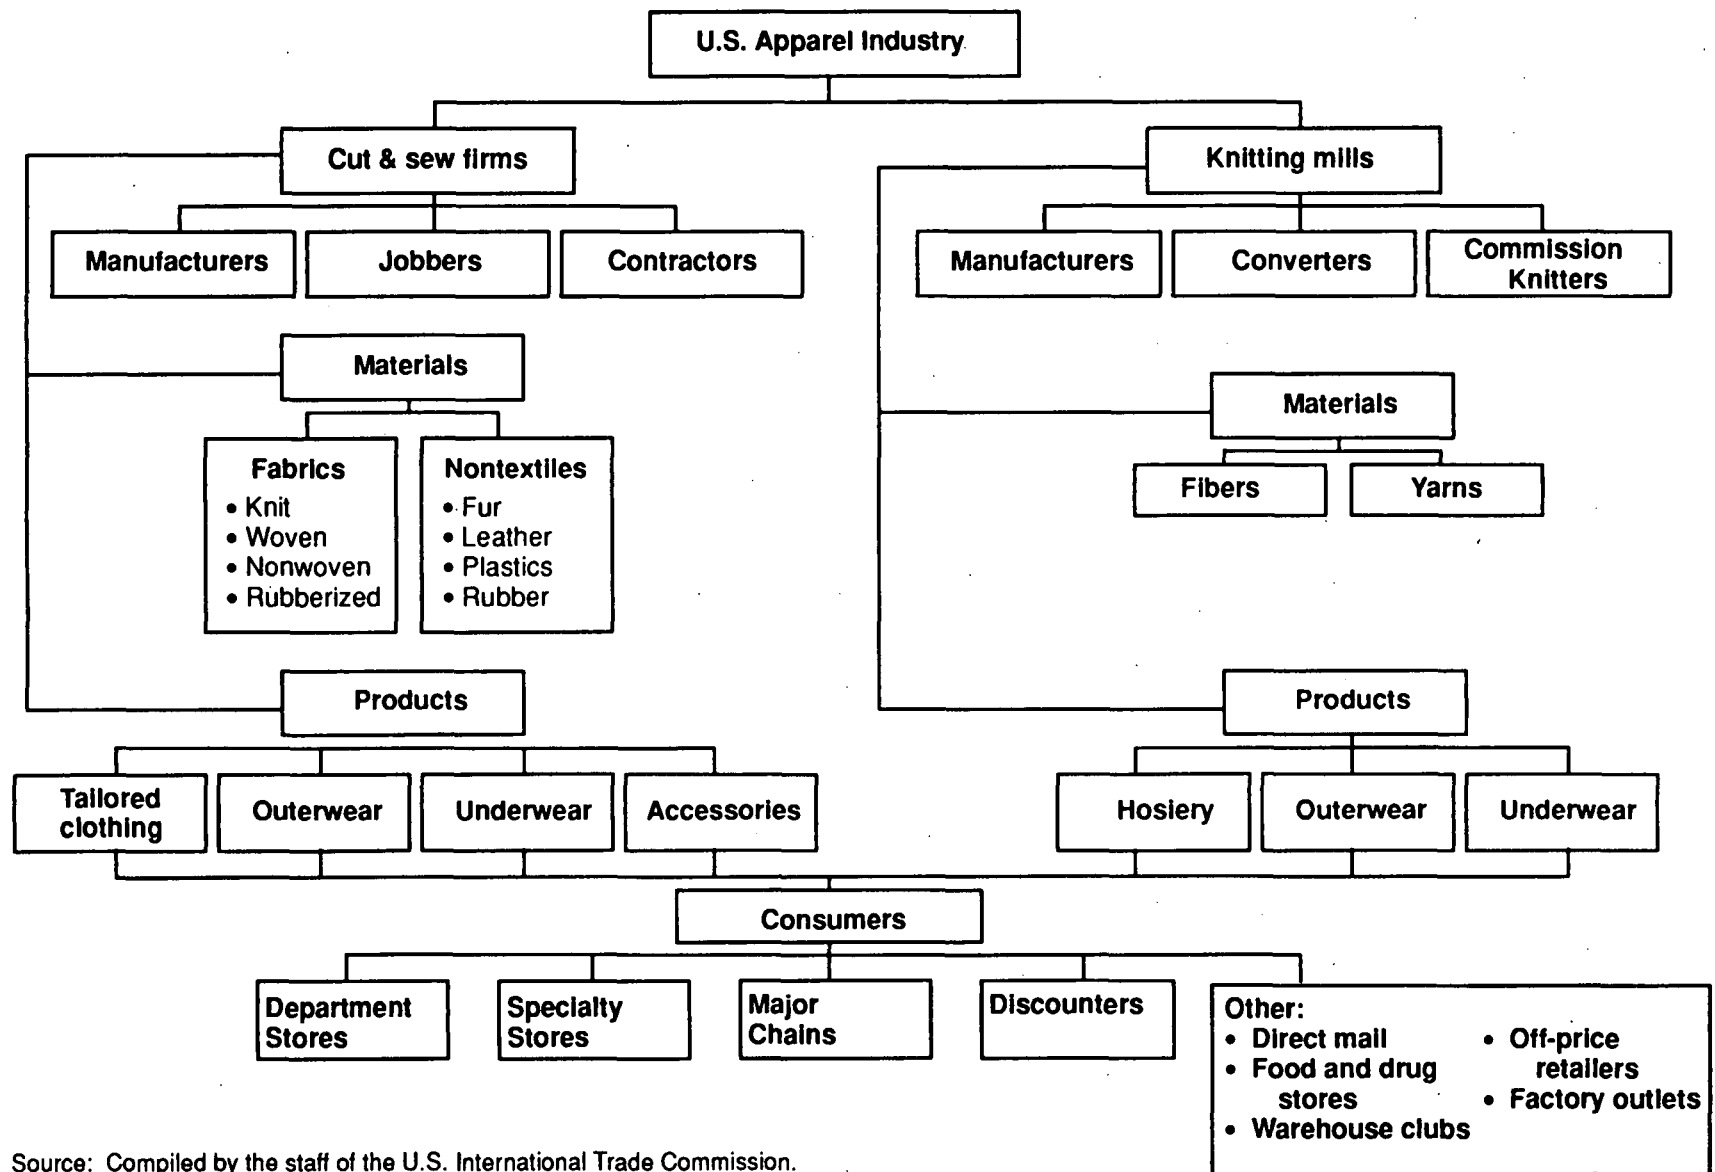 U.S. Apparel Industry
Cut & sew firms
Knitting mills
Manufacturers
Jobbers
Contractors
Manufacturers
Converters
Commission
Knitters
Materials
Materials
Fabrics
• Knit
• Woven
• Nonwoven
• Rubberized
Nontextiles
• Fur
• Leather
• Plastics
• Rubber
Fibers
Yarns
Products
Products
Tailored
clothing
Outerwear
Underwear
Accessories
Hosiery
Outerwear
Underwear
Consumers
Department
Stores
Specialty
Stores
Major
Chains
Discounters
Other:
• Direct mail
• Food and drug
stores
• Warehouse clubs
• Off-price
retailers
• Factory outlets
Source: Compiled by the staff of the U.S. International Trade Commission.